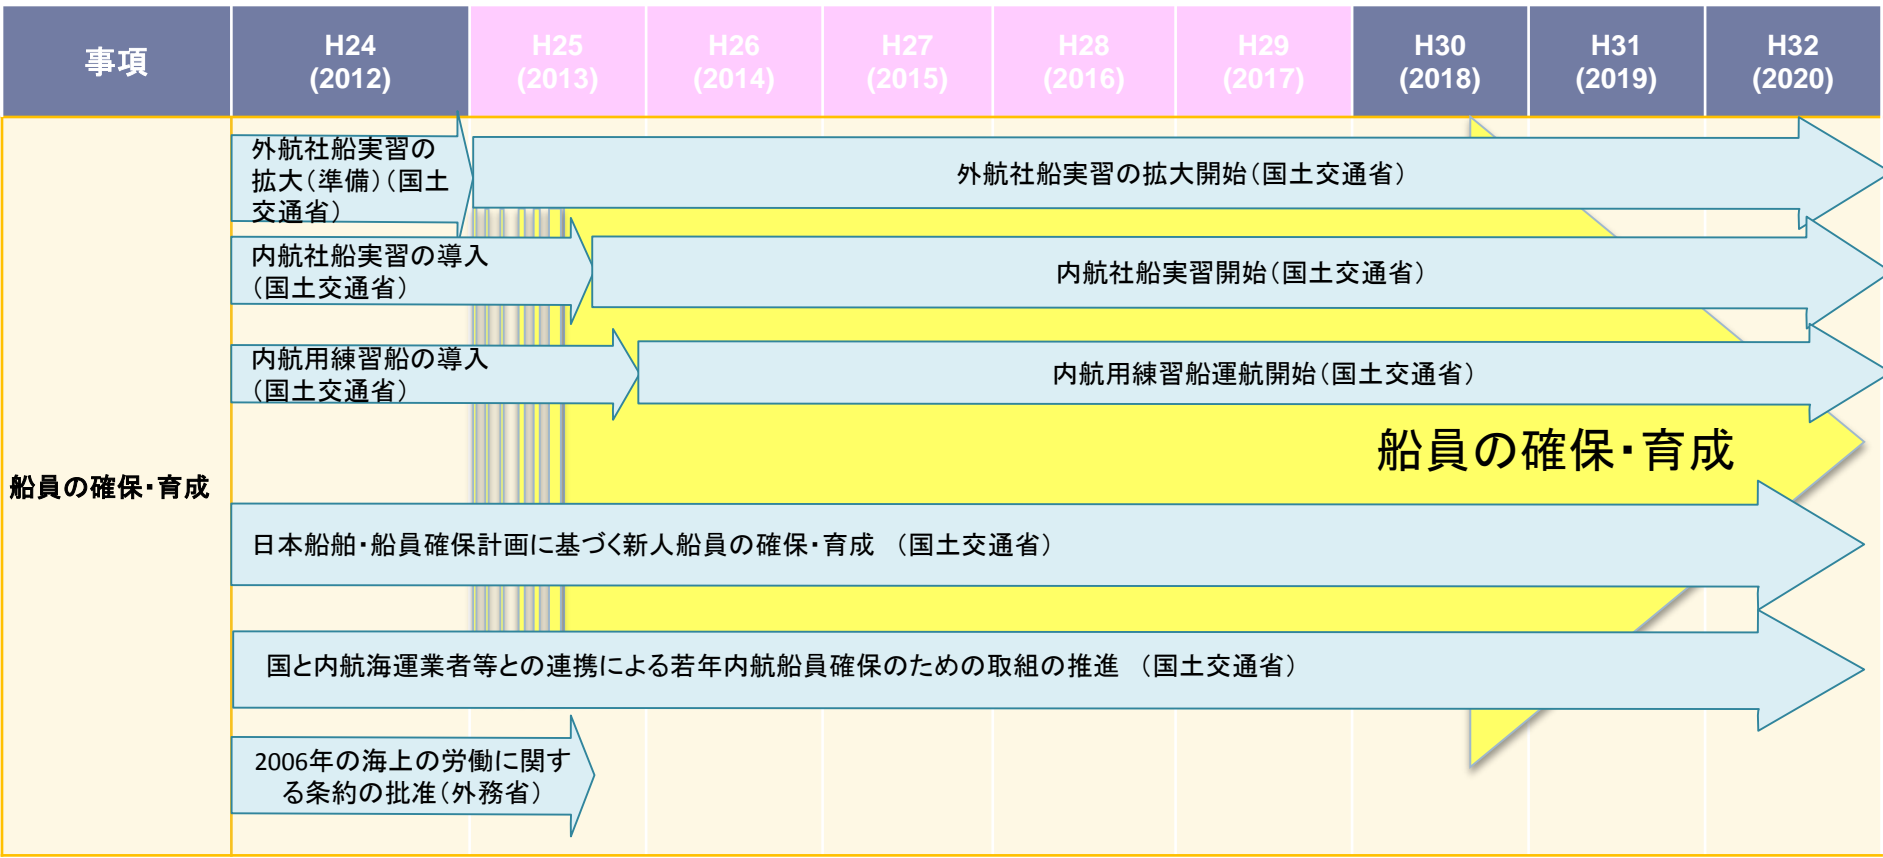 事項
H24
(2012)
H25
(2013)
H26
(2014)
H27
(2015)
H28
(2016)
H29
(2017)
H30
(2018)
H31
(2019)
H32
(2020)
船員の確保・育成
外航社船実習の
拡大（準備）（国土
交通省）
外航社船実習の拡大開始（国土交通省）
内航社船実習の導入
（国土交通省）
内航社船実習開始（国土交通省）
内航用練習船の導入
（国土交通省）
内航用練習船運航開始（国土交通省）
船員の確保・育成
日本船舶・船員確保計画に基づく新人船員の確保・育成　（国土交通省）
国と内航海運業者等との連携による若年内航船員確保のための取組の推進　（国土交通省）
2006年の海上の労働に関す
る条約の批准（外務省）